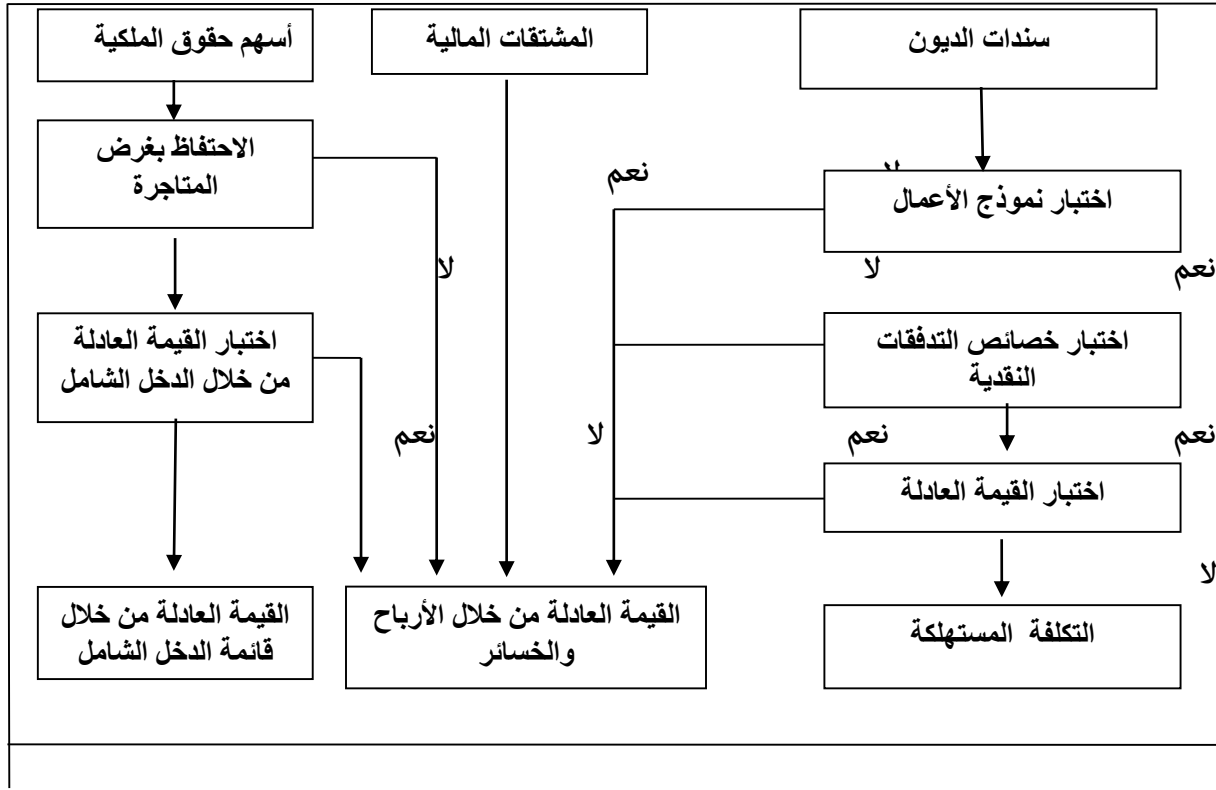 سندات الديون
المشتقات المالية
أسهم حقوق الملكية
الاحتفاظ بغرض
المتاجرة
نعم
لا
اختبار نموذج الأعمال
نعم
لا
لا
اختبار خصائص التدفقات
النقدية
اختبار القيمة العادلة
من خلال الدخل الشامل
نعم
نعم
لا
نعم
اختبار القيمة العادلة
لا
التكلفة المستهلكة
القيمة العادلة من خلال الأرباح
والخسائر
القيمة العادلة من خلال
قائمة الدخل الشامل